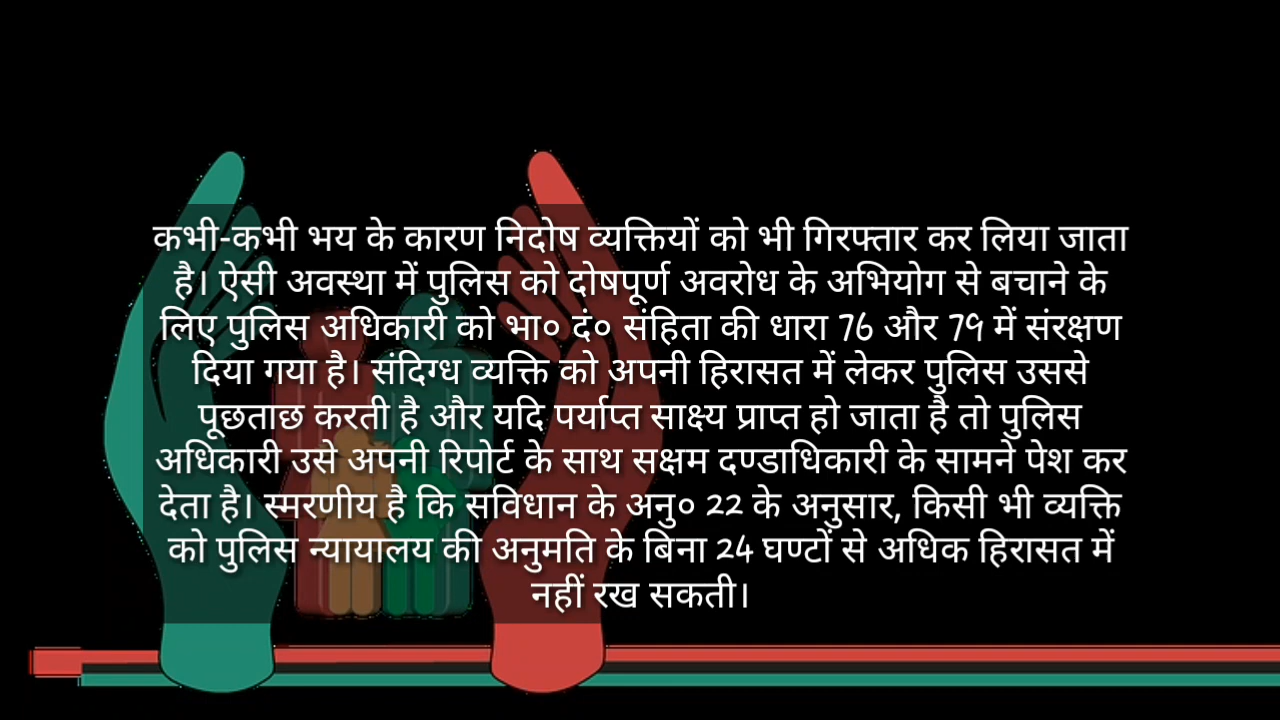 कभी-कभी भय के कारण निदोष व्यक्तियों को भी गिरफ्तार कर लिया जाता
है। ऐसी अवस्था में पुलिस को दोषपूर्ण अवरोध के अभियोग से बचाने के
लिए पुलिस अधिकारी को भा० दं० संहिता की धारा 76 और 79 में संरक्षण
दिया गया है। संदिग्ध व्यक्ति को अपनी हिरासत में लेकर पुलिस उससे
पूछताछ करती है और यदि पर्याप्त साक्ष्य प्राप्त हो जाता है तो पुलिस
अधिकारी उसे अपनी रिपोर्ट के साथ सक्षम दण्डाधिकारी के सामने पेश कर
देता है। स्मरणीय है कि सविधान के अनु० 22 के अनुसार, किसी भी व्यक्ति
को पुलिस न्यायालय की अनुमति के बिना 24 घण्टों से अधिक हिरासत में
नहीं रख सकती।